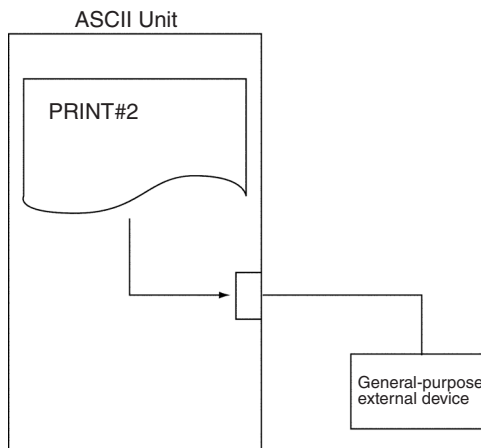 ASCII Unit
PRINT#2
General-purpose
external device